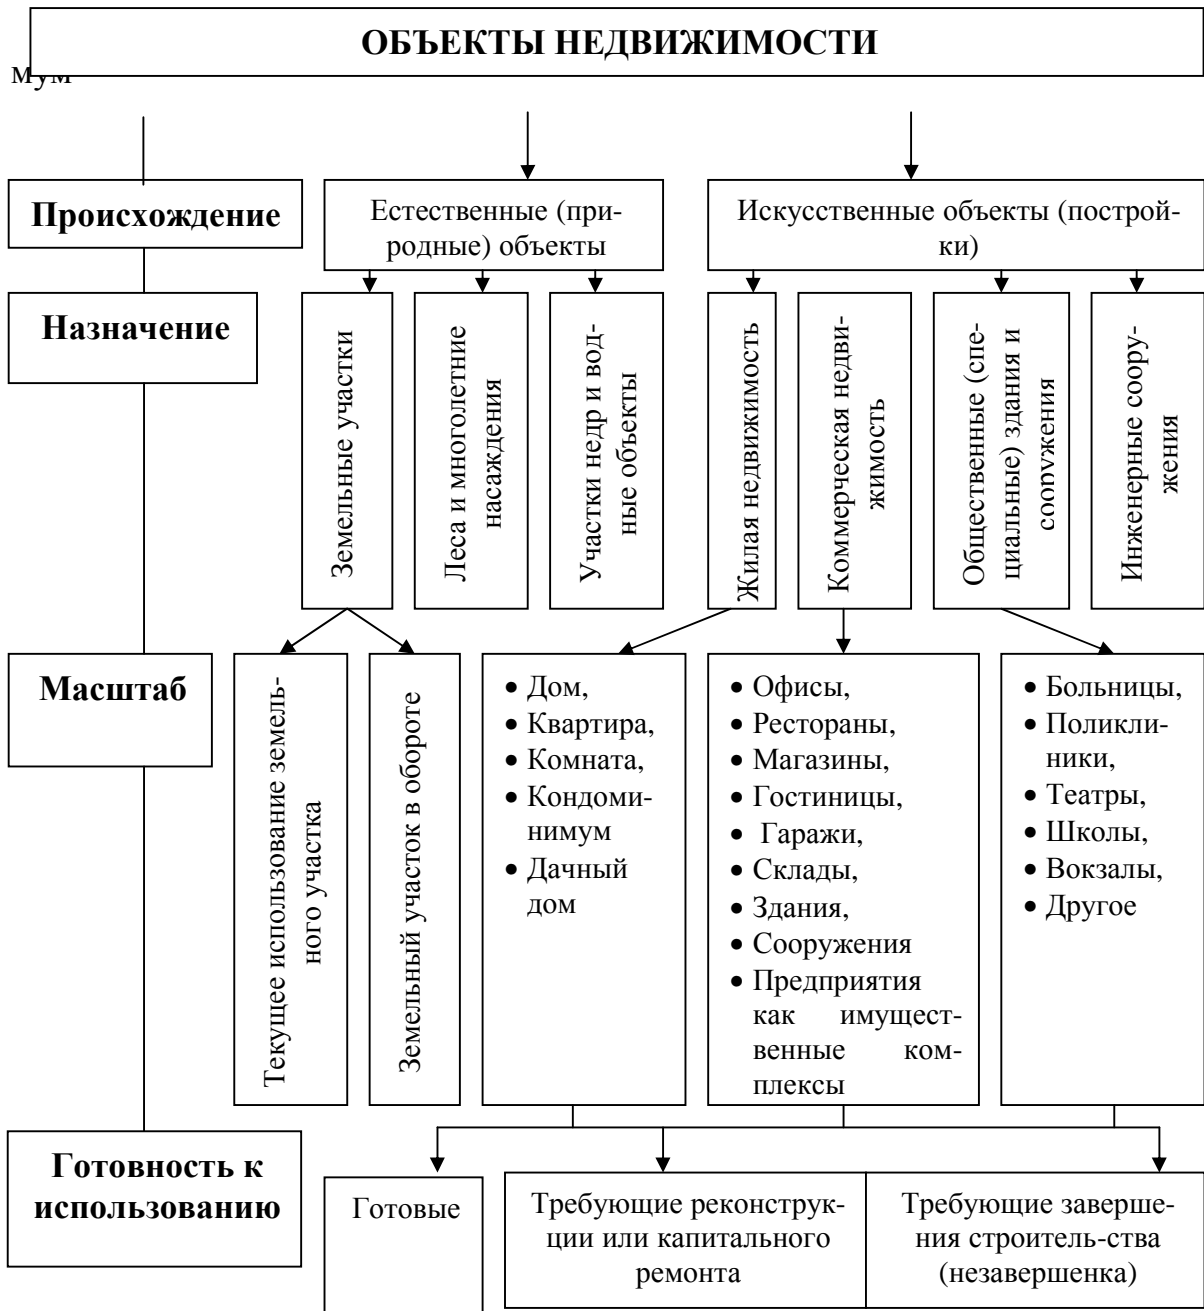 ОБЪЕКТЫ НЕДВИЖИМОСТИ
мум
Происхождение
Естественные (при-
родные) объекты
Искусственные объекты (построй-
ки)
Назначение
Земельные участки
Леса и многолетние
насаждения
Участки недр и вод-
ные объекты
Жилая недвижимость
Коммерческая недви-
жимость
Общественные (спе-
циальные) здания и
сооружения
Инженерные соору-
жения
Масштаб
Текущее использование земель-
ного участка
Земельный участок в обороте
• Дом,
• Квартира,
• Комната,
• Кондоми-
нимум
• Дачный
дом
• Офисы,
• Рестораны,
• Магазины,
• Гостиницы,
• Гаражи,
• Склады,
• Здания,
• Сооружения
• Предприятия
как имущест-
венные ком-
плексы
• Больницы,
• Поликли-
ники,
• Театры,
• Школы,
• Вокзалы,
• Другое
Готовность к
использованию
Готовые
Требующие реконструк-
ции или капитального
ремонта
Требующие заверше-
ния строитель-ства
(незавершенка)